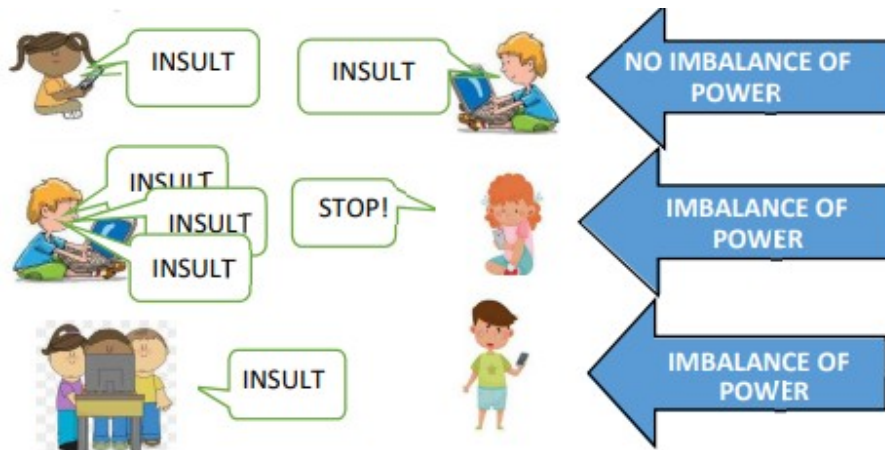 INSULT
INSULT
NO IMBALANCE OF
POWER
INSULT
INSULT
INSULT
STOP!
IMBALANCE OF
POWER
INSULT
IMBALANCE OF
POWER